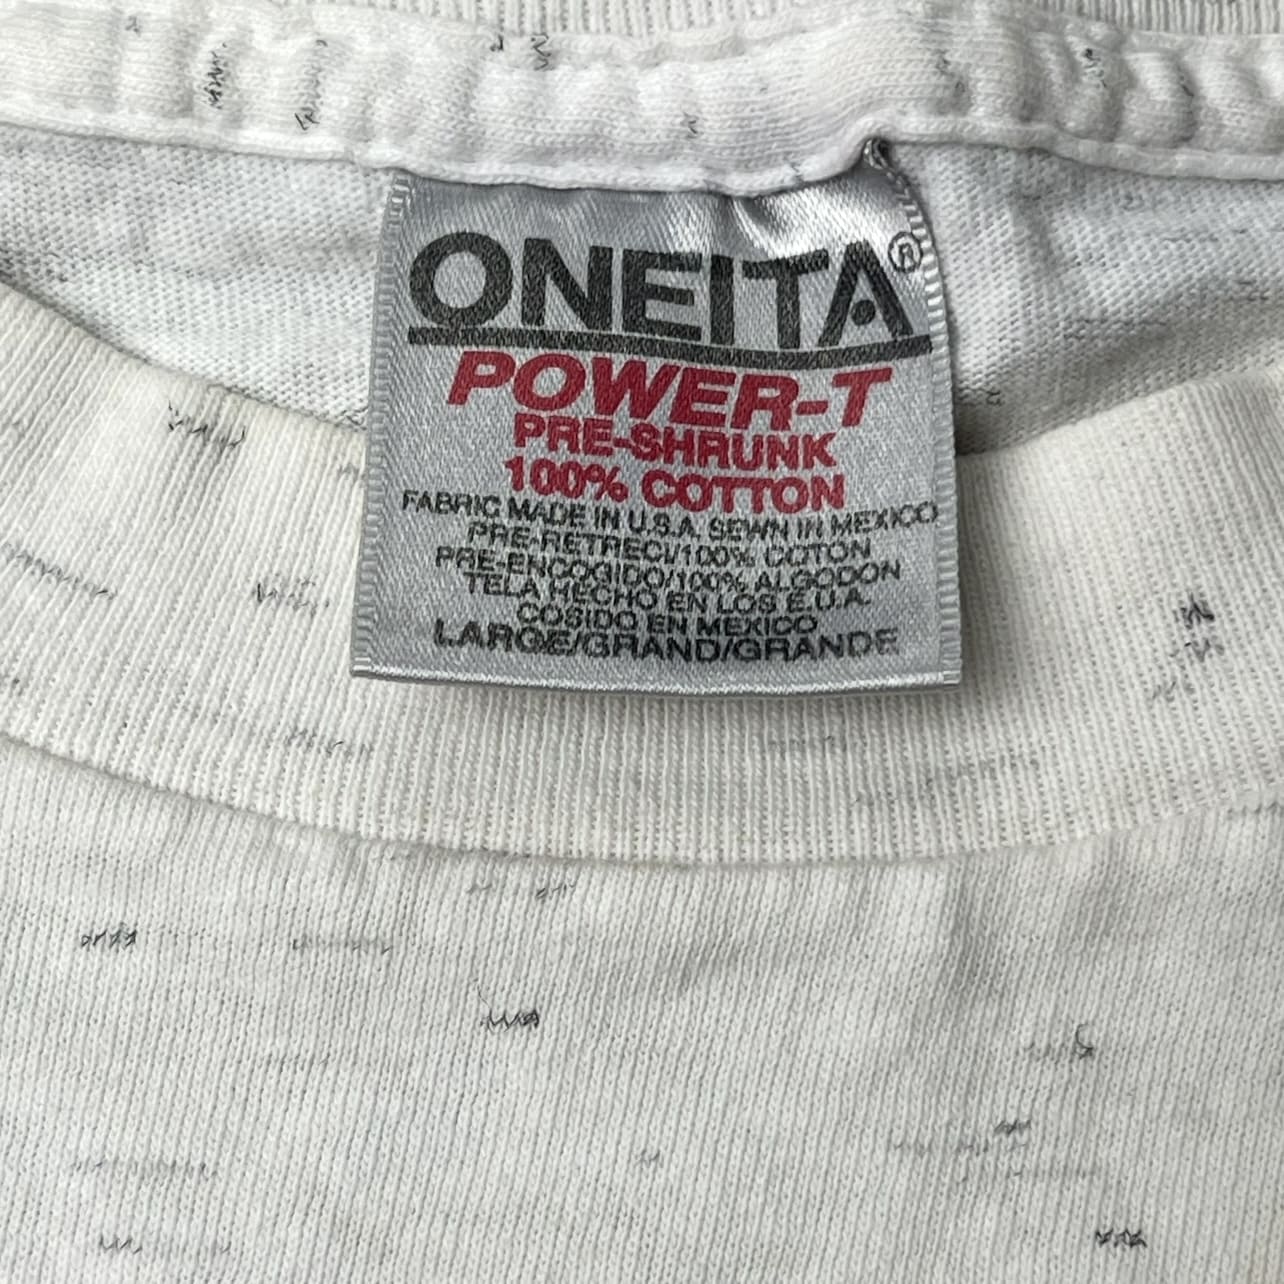 ONEITA®
POWER-T
PRE-SHRUNK
100% COTTON
FABRIC MADE IN U.S.A. SEWN IN MEXICO
PRE-RETRECI/100% COTON
PRE-ENCOGIDO/100% ALGODON
TELA HECHO EN LOS E.U.A.
COSIDO EN MEXICO
LARGE/GRAND/GRANDE